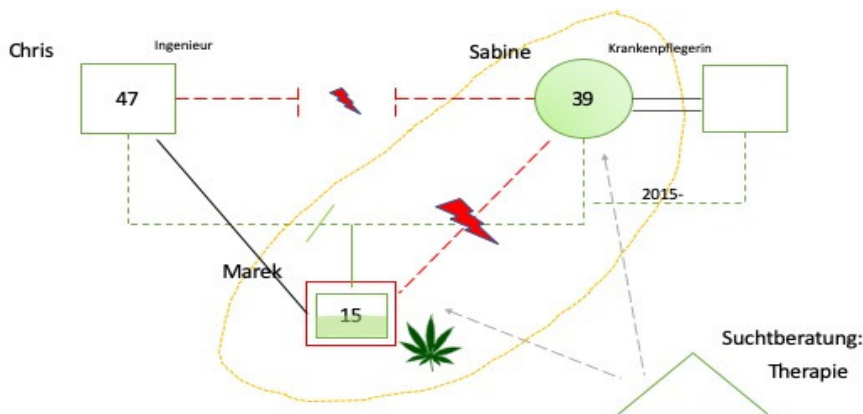 Chris
Ingenieur
Sabine
Krankenpflegerin
47
39
2015-
Marek
15
Suchtberatung:
Therapie